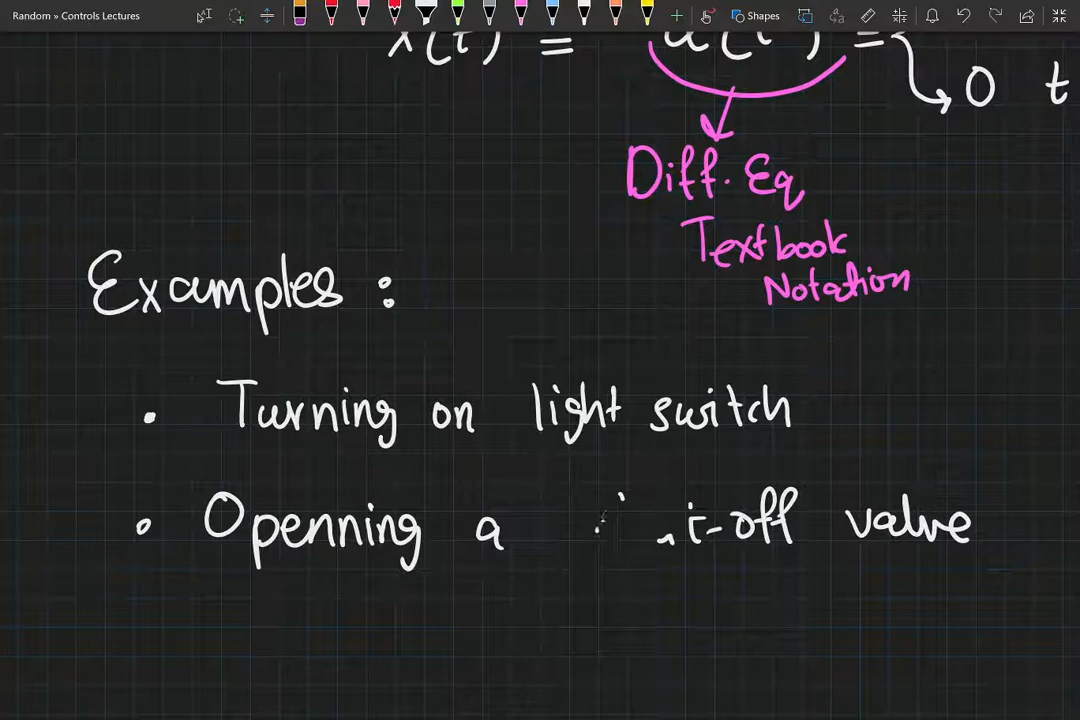 Random » Controls Lectures
Shapes
x(t) = u(t) =
0 t
Diff. Eq
Textbook
Notation
Examples :
• Turning on light switch
• Openning a t-off valve